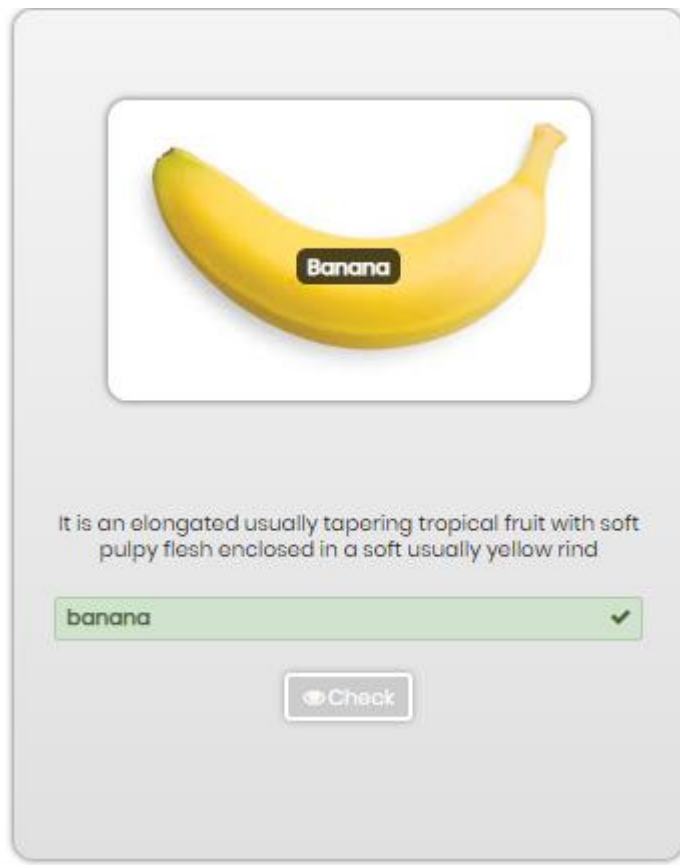 Banana
It is an elongated usually tapering tropical fruit with soft
pulpy flesh enclosed in a soft usually yellow rind
banana
Check